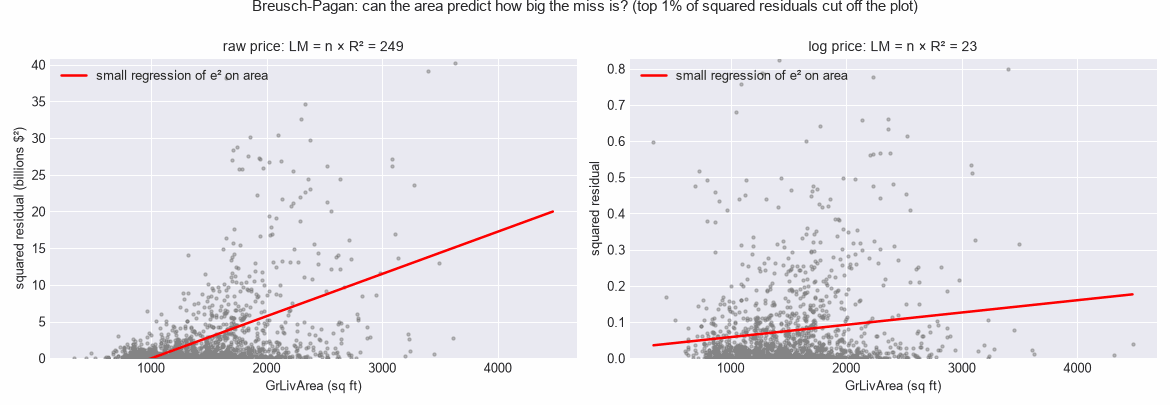 Breusch-Pagan: can the area predict how big the miss is? (top 1% of squared residuals cut off the plot)
raw price: LM = n × R² = 249
small regression of e² on area
40
35
30
25
20
15
10
5
0
squared residual (billions $²)
1000 2000 3000 4000
GrLivArea (sq ft)
log price: LM = n × R² = 23
small regression of e² on area
0.8
0.7
0.6
0.5
0.4
0.3
0.2
0.1
0.0
squared residual
1000 2000 3000 4000
GrLivArea (sq ft)